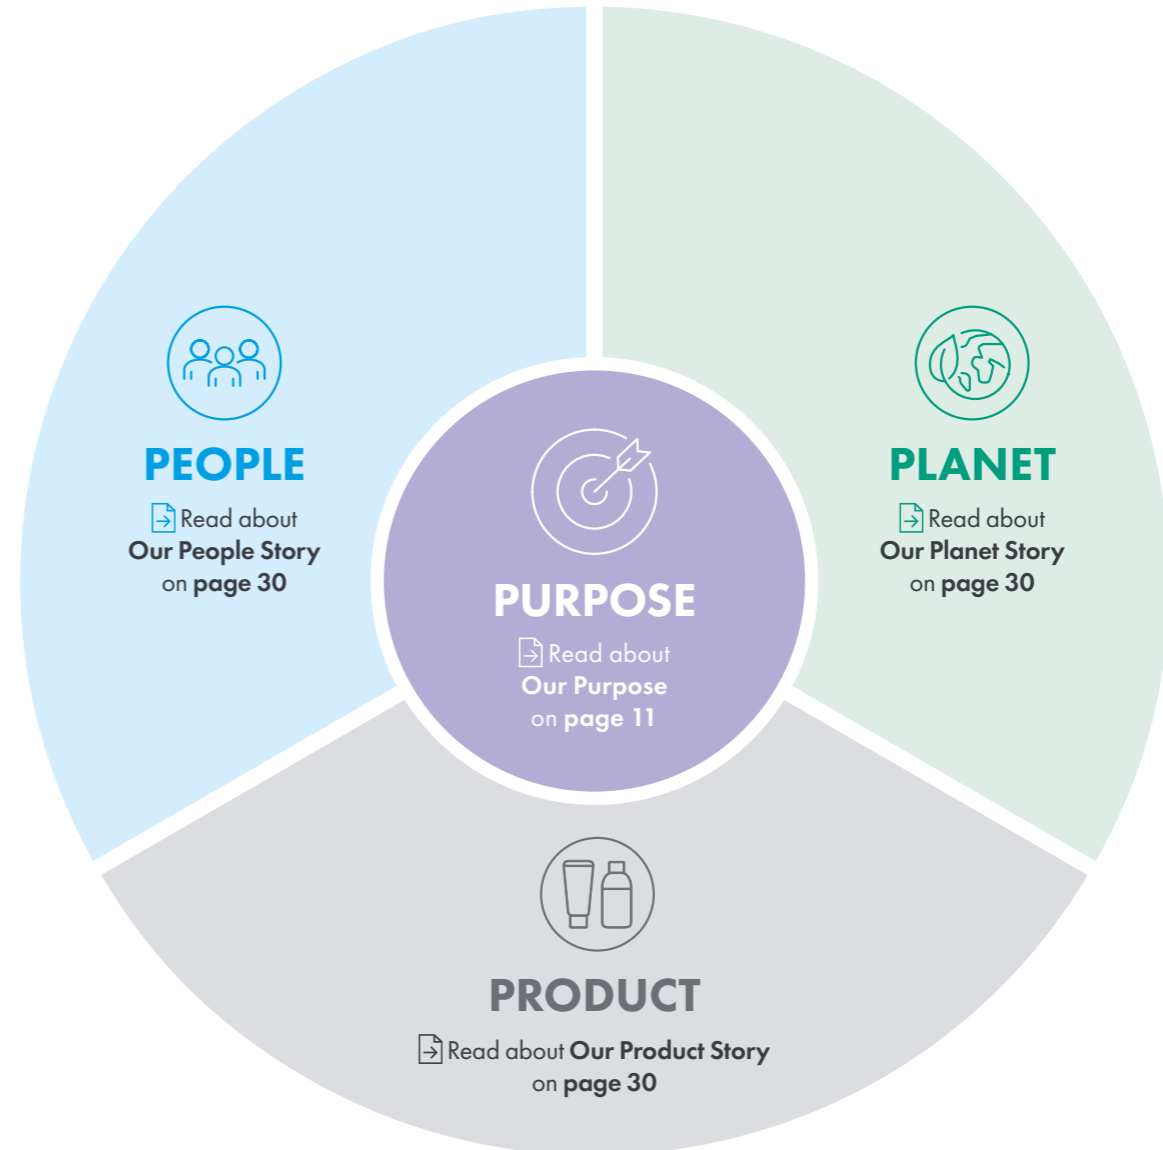 PEOPLE
Read about
Our People Story
on page 30
PLANET
Read about
Our Planet Story
on page 30
PURPOSE
Read about
Our Purpose
on page 11
PRODUCT
Read about Our Product Story
on page 30